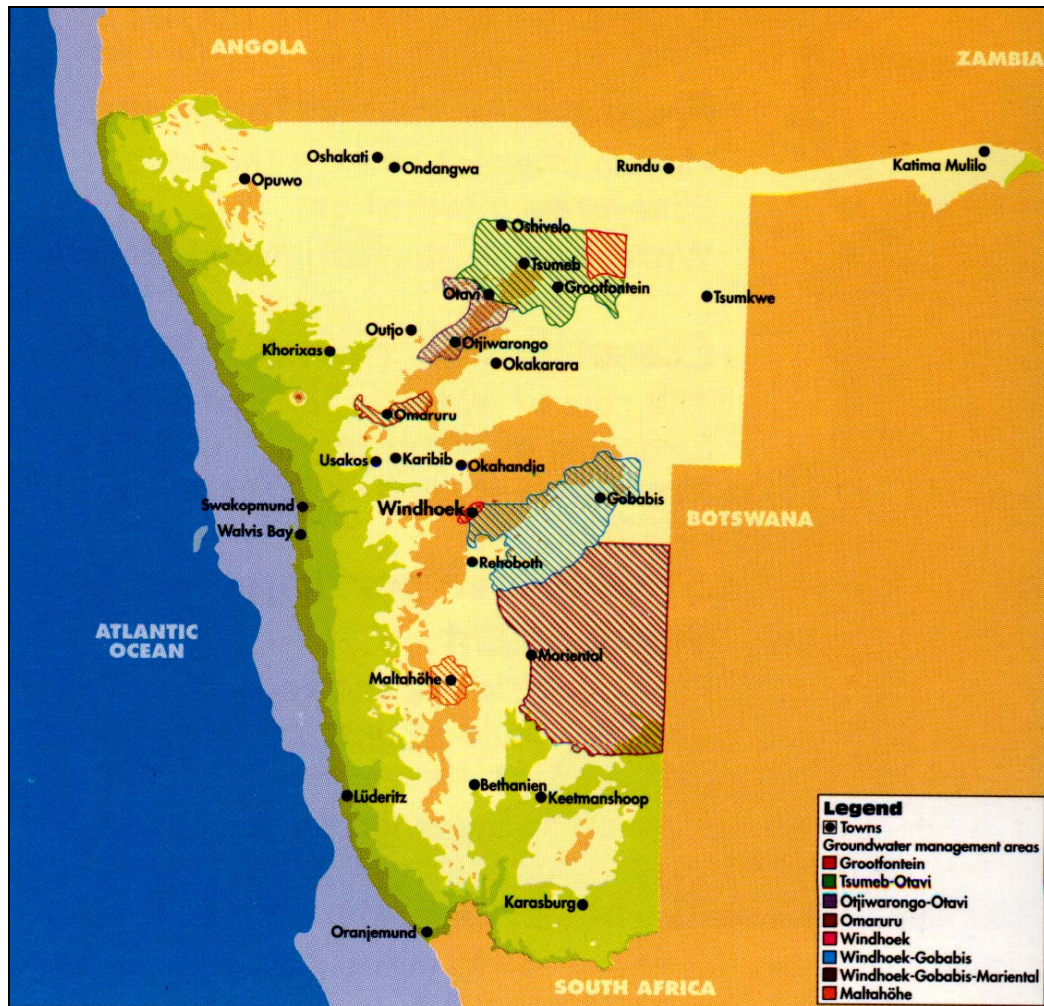 ANGOLA
ZAMBIA
Oshakati
Ondangwa
Opuwo
Rundu
Katima Mulilo
Oshivelo
Tsumeb
Otavi
Grootfontein
Tsumkwe
Outjo
Khorixas
Otjiwarongo
Okakarara
Omaruru
Usakos
Karibib
Okahandja
Gobabis
Swakopmund
Windhoek
BOTSWANA
Walvis Bay
Rehoboth
ATLANTIC
OCEAN
Mariental
Maltahöhe
Bethanien
Lüderitz
Keetmanshoop
Karasburg
Oranjemund
SOUTH AFRICA
Legend
Towns
Groundwater management areas
Grootfontein
Tsumeb-Otavi
Otjiwarongo-Otavi
Omaruru
Windhoek
Windhoek-Gobabis
Windhoek-Gobabis-Mariental
Maltahöhe